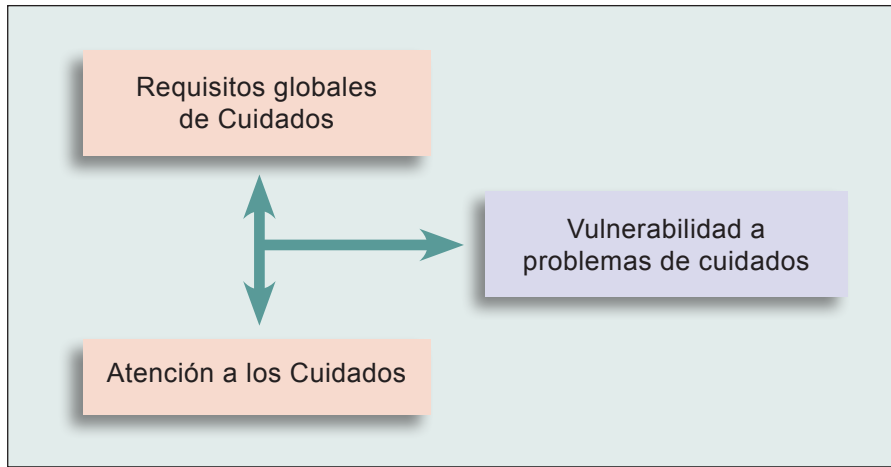 Requisitos globales
de Cuidados
Vulnerabilidad a
problemas de cuidados
Atención a los Cuidados